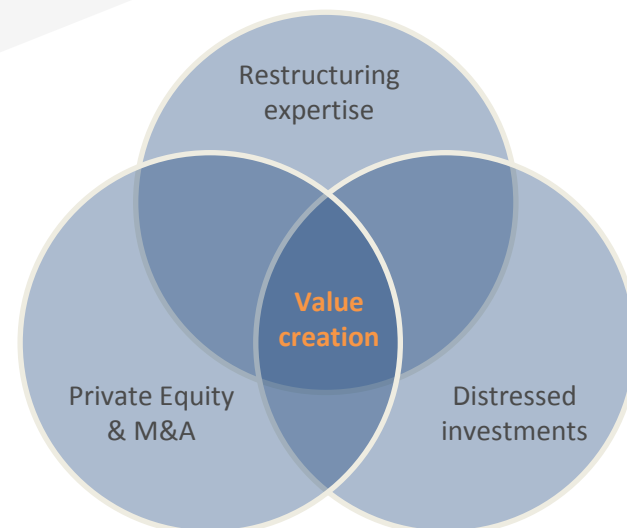 Restructuring
expertise
Value
creation
Private Equity
& M&A
Distressed
investments